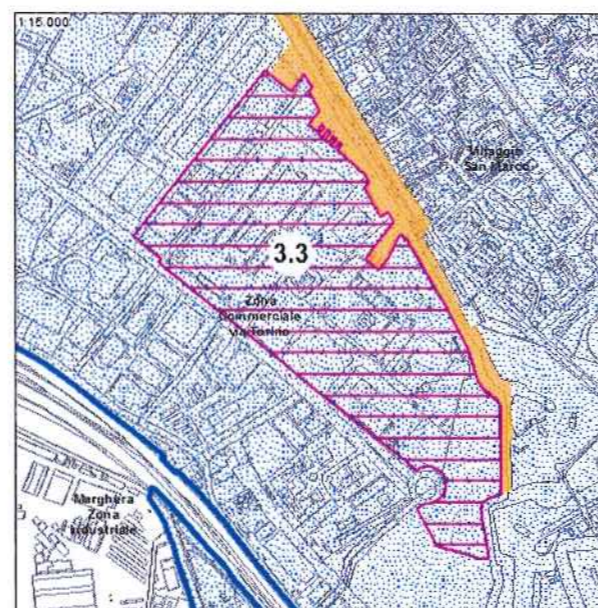 1:15.000
Villaggio
San Marco
3.3
Zona
Commerciale
via Torino
Marghera
Zona
Industriale